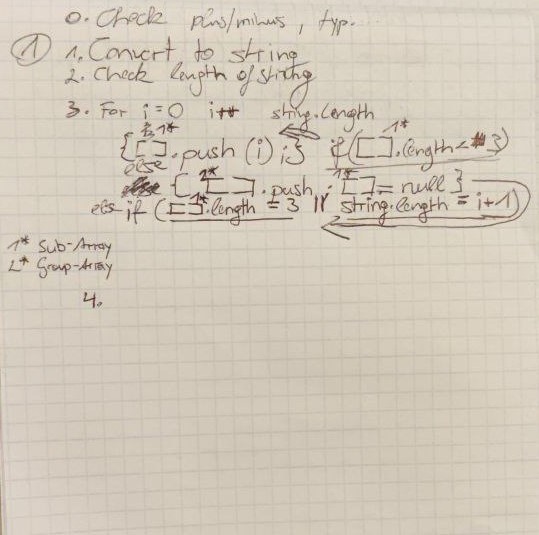 0. Check plus/minus, typ.
① 1. Convert to string
2. Check length of string
3. For i=0 i++ string.length
1*
{[ ].push (i) ;} if([ ].length < 3)
else
{[ ].push ; [ ] = null }
else if ([ ].length = 3 || string.length = i+1)
1* Sub-Array
2* Group-Array
4.